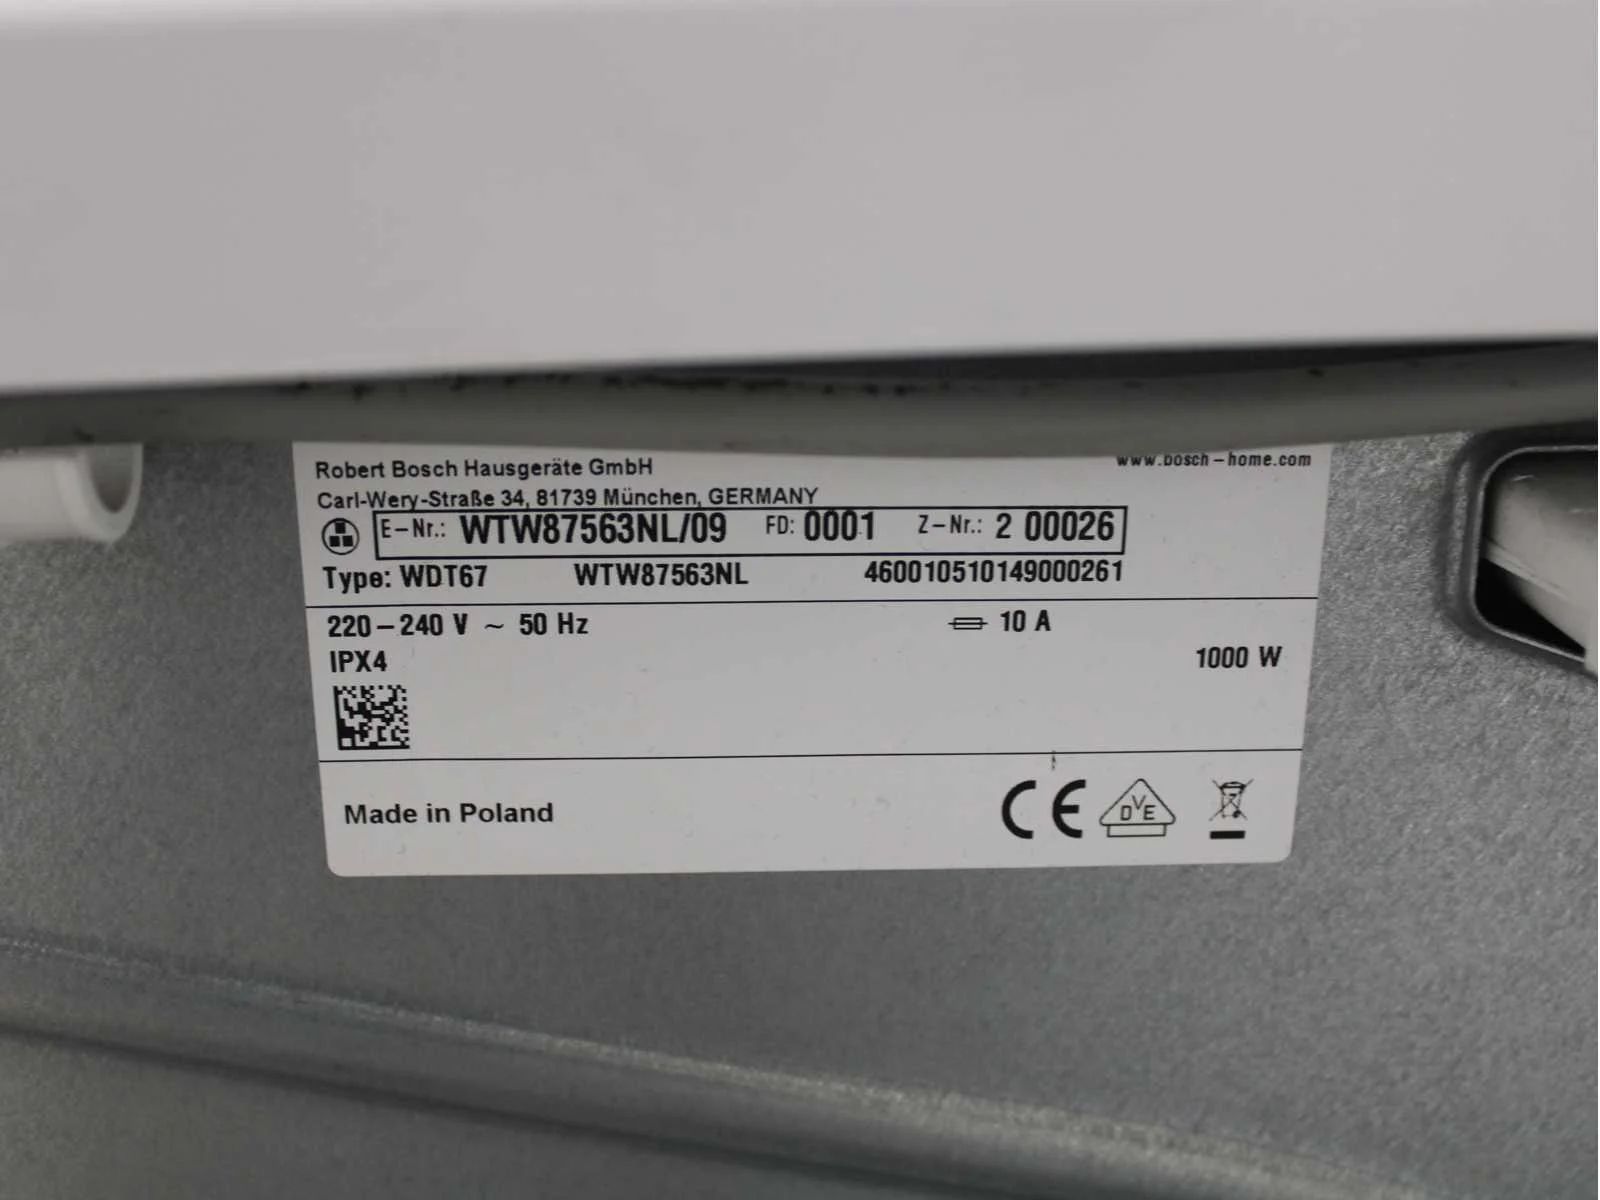 Robert Bosch Hausgeräte GmbH
www.bosch-home.com
Carl-Wery-Straße 34, 81739 München, GERMANY
E-Nr.: WTW87563NL/09 FD: 0001 Z-Nr.: 2 00026
Type: WDT67 WTW87563NL 460010510149000261
220-240 V ~ 50 Hz 10 A
IPX4 1000 W
Made in Poland CE DVE